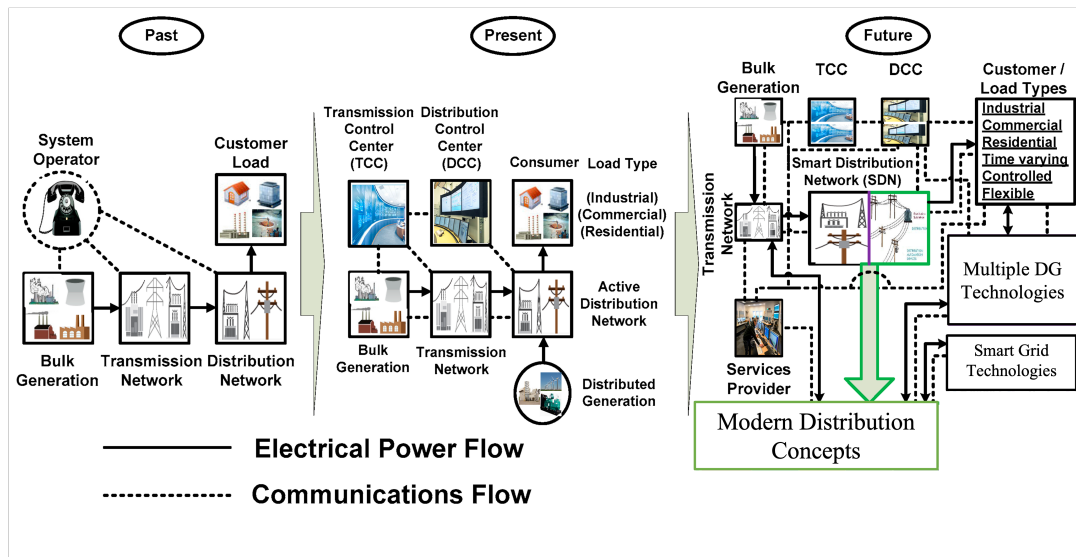 Past
System
Operator
Customer
Load
Bulk
Generation
Transmission
Network
Distribution
Network
Present
Transmission
Control
Center
(TCC)
Distribution
Control
Center
(DCC)
Consumer
Load Type
(Industrial)
(Commercial)
(Residential)
Active
Distribution
Network
Bulk
Generation
Transmission
Network
Distributed
Generation
Future
Bulk
Generation
TCC
DCC
Customer /
Load Types
Industrial
Commercial
Residential
Time varying
Controlled
Flexible
Smart Distribution
Network (SDN)
Transmission
Network
Multiple DG
Technologies
Services
Provider
Smart Grid
Technologies
Modern Distribution
Concepts
Electrical Power Flow
Communications Flow